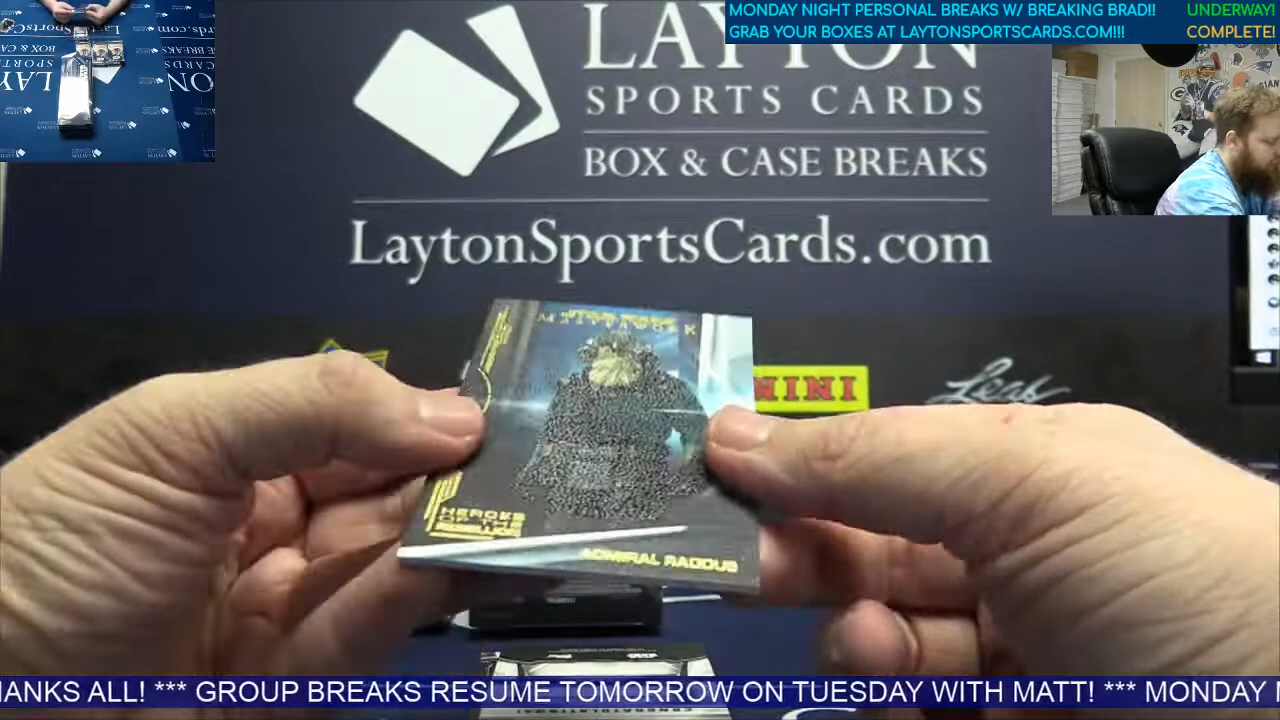 MONDAY NIGHT PERSONAL BREAKS W/ BREAKING BRAD!! UNDERWAY!
GRAB YOUR BOXES AT LAYTONSPORTSCARDS.COM!!! COMPLETE!
LAYTON
SPORTS CARDS
BOX & CASE BREAKS
LaytonSportsCards.com
NINI
Leaf
HEROES
OF THE
REBELLION
ADMIRAL RADDUS
HANKS ALL! *** GROUP BREAKS RESUME TOMORROW ON TUESDAY WITH MATT! *** MONDAY